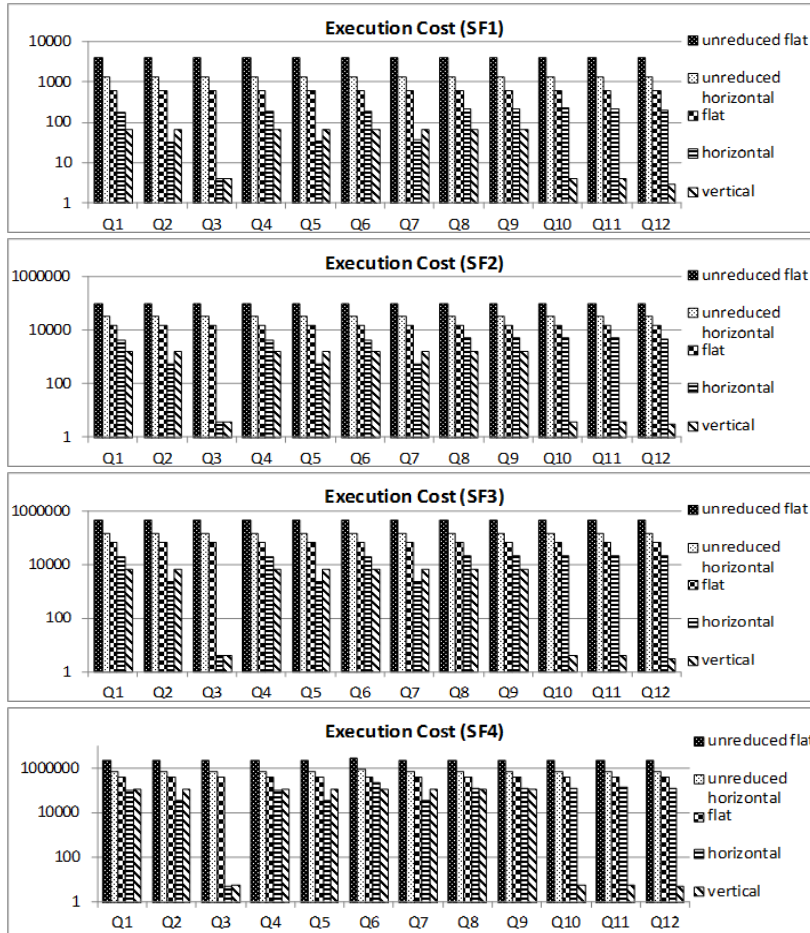 Execution Cost (SF1)
10000
1000
100
10
1
Q1 Q2 Q3 Q4 Q5 Q6 Q7 Q8 Q9 Q10 Q11 Q12
unreduced flat
unreduced
horizontal
flat
horizontal
vertical
Execution Cost (SF2)
1000000
10000
100
1
Q1 Q2 Q3 Q4 Q5 Q6 Q7 Q8 Q9 Q10 Q11 Q12
unreduced flat
unreduced
horizontal
flat
horizontal
vertical
Execution Cost (SF3)
1000000
10000
100
1
Q1 Q2 Q3 Q4 Q5 Q6 Q7 Q8 Q9 Q10 Q11 Q12
unreduced flat
unreduced
horizontal
flat
horizontal
vertical
Execution Cost (SF4)
1000000
10000
100
1
Q1 Q2 Q3 Q4 Q5 Q6 Q7 Q8 Q9 Q10 Q11 Q12
unreduced flat
unreduced
horizontal
flat
horizontal
vertical